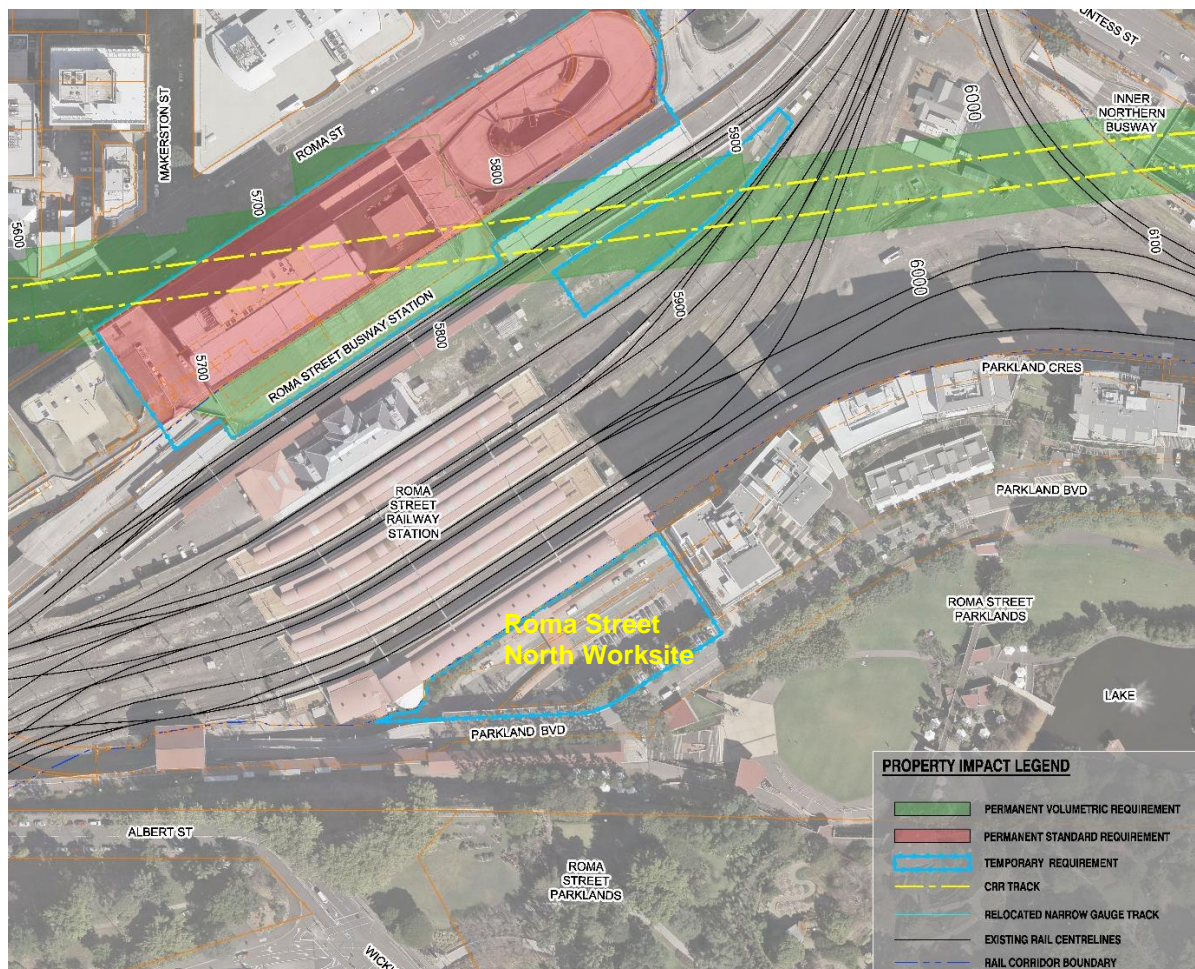 UNTESS ST
MAKERSTON ST
ROMA ST
6000
INNER
NORTHERN
BUSWAY
5900
5800
5700
5600
6100
6000
5900
ROMA STREET BUSWAY STATION
5800
5700
PARKLAND CRES
PARKLAND BVD
ROMA
STREET
RAILWAY
STATION
ROMA STREET
PARKLANDS
Roma Street
North Worksite
LAKE
PARKLAND BVD
ALBERT ST
ROMA
STREET
PARKLANDS
WICK
PROPERTY IMPACT LEGEND
PERMANENT VOLUMETRIC REQUIREMENT
PERMANENT STANDARD REQUIREMENT
TEMPORARY REQUIREMENT
CRR TRACK
RELOCATED NARROW GAUGE TRACK
EXISTING RAIL CENTRELINES
RAIL CORRIDOR BOUNDARY